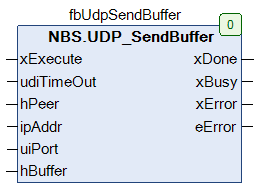 fbUdpSendBuffer
0
NBS.UDP_SendBuffer
xExecute xDone
udiTimeOut xBusy
hPeer xError
ipAddr eError
uiPort
hBuffer